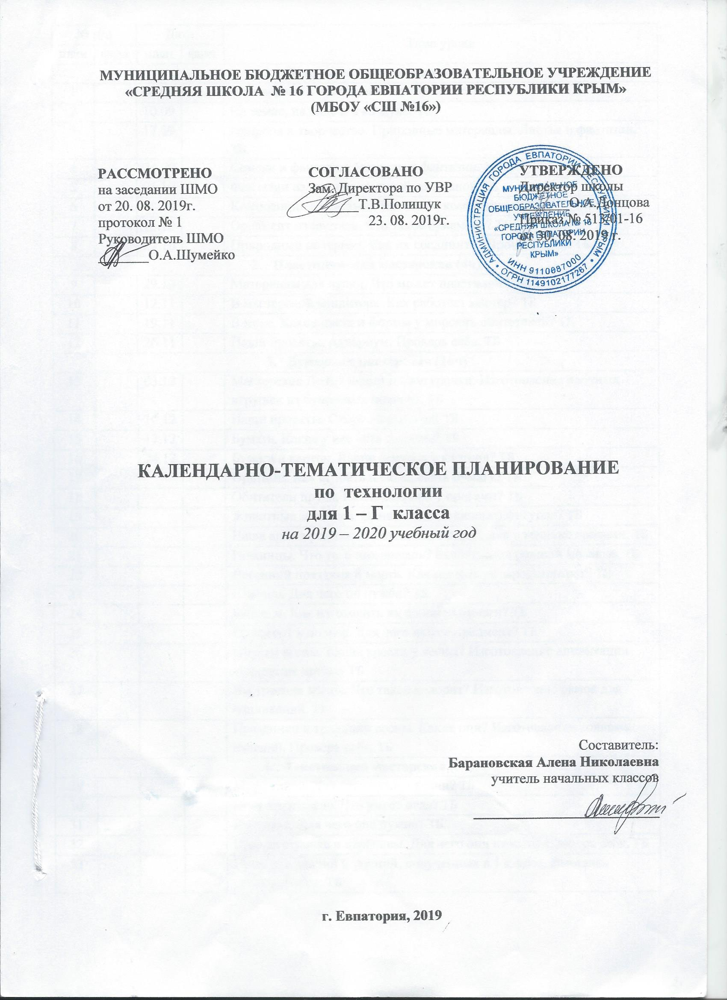 МУНИЦИПАЛЬНОЕ БЮДЖЕТНОЕ ОБЩЕОБРАЗОВАТЕЛЬНОЕ УЧРЕЖДЕНИЕ
«СРЕДНЯЯ ШКОЛА № 16 ГОРОДА ЕВПАТОРИИ РЕСПУБЛИКИ КРЫМ»
(МБОУ «СШ №16»)
РАССМОТРЕНО
на заседании ШМО
от 20. 08. 2019г.
протокол № 1
Руководитель ШМО
О.А.Шумейко
СОГЛАСОВАНО
Зам. Директора по УВР
Т.В.Полищук
23. 08. 2019г.
УТВЕРЖДЕНО
Директор школы
О.А.Донцова
Приказ № 513/01-16
от 30. 08. 2019 г.
АДМИНИСТРАЦИЯ ГОРОДА ЕВПАТОРИИ РЕСПУБЛИКИ КРЫМ
ОГРН 1149102177267
ИНН 9110087000
МУНИЦИПАЛЬНОЕ
БЮДЖЕТНОЕ
ОБЩЕОБРАЗОВАТЕЛЬНОЕ
УЧРЕЖДЕНИЕ
«СРЕДНЯЯ ШКОЛА № 16
ГОРОДА ЕВПАТОРИИ
РЕСПУБЛИКИ
КРЫМ»
КАЛЕНДАРНО-ТЕМАТИЧЕСКОЕ ПЛАНИРОВАНИЕ
по технологии
для 1 – Г класса
на 2019 – 2020 учебный год
Составитель:
Барановская Алена Николаевна
учитель начальных классов
г. Евпатория, 2019